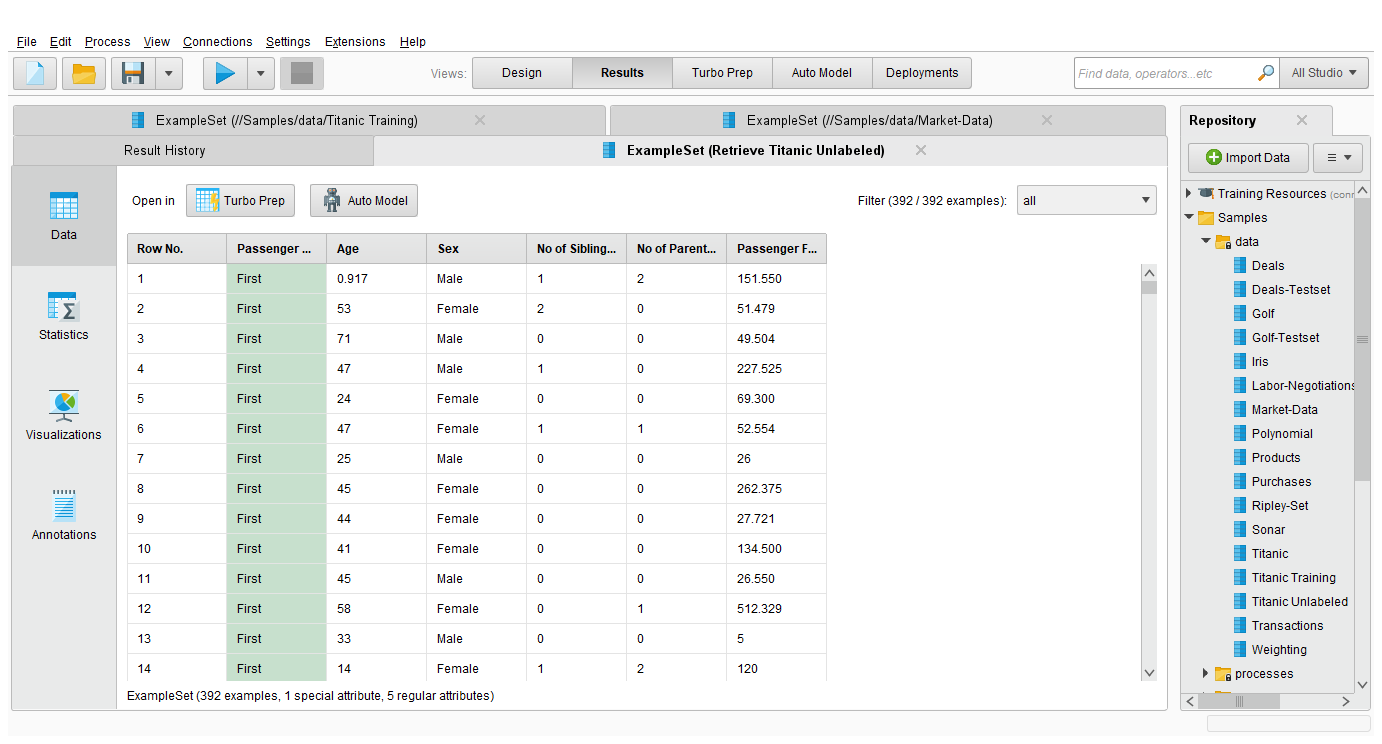 File Edit Process View Connections Settings Extensions Help
Views: Design Results Turbo Prep Auto Model Deployments Find data, operators...etc All Studio
ExampleSet (//Samples/data/Titanic Training) ExampleSet (//Samples/data/Market-Data)
Result History ExampleSet (Retrieve Titanic Unlabeled)
Data
Statistics
Visualizations
Annotations
Open in Turbo Prep Auto Model Filter (392 / 392 examples): all
Row No. Passenger ... Age Sex No of Sibling... No of Parent... Passenger F...
1 First 0.917 Male 1 2 151.550
2 First 53 Female 2 0 51.479
3 First 71 Male 0 0 49.504
4 First 47 Male 1 0 227.525
5 First 24 Female 0 0 69.300
6 First 47 Female 1 1 52.554
7 First 25 Male 0 0 26
8 First 45 Female 0 0 262.375
9 First 44 Female 0 0 27.721
10 First 41 Female 0 0 134.500
11 First 45 Male 0 0 26.550
12 First 58 Female 0 1 512.329
13 First 33 Male 0 0 5
14 First 14 Female 1 2 120
ExampleSet (392 examples, 1 special attribute, 5 regular attributes)
Repository
Import Data
Training Resources (conn
Samples
data
Deals
Deals-Testset
Golf
Golf-Testset
Iris
Labor-Negotiations
Market-Data
Polynomial
Products
Purchases
Ripley-Set
Sonar
Titanic
Titanic Training
Titanic Unlabeled
Transactions
Weighting
processes